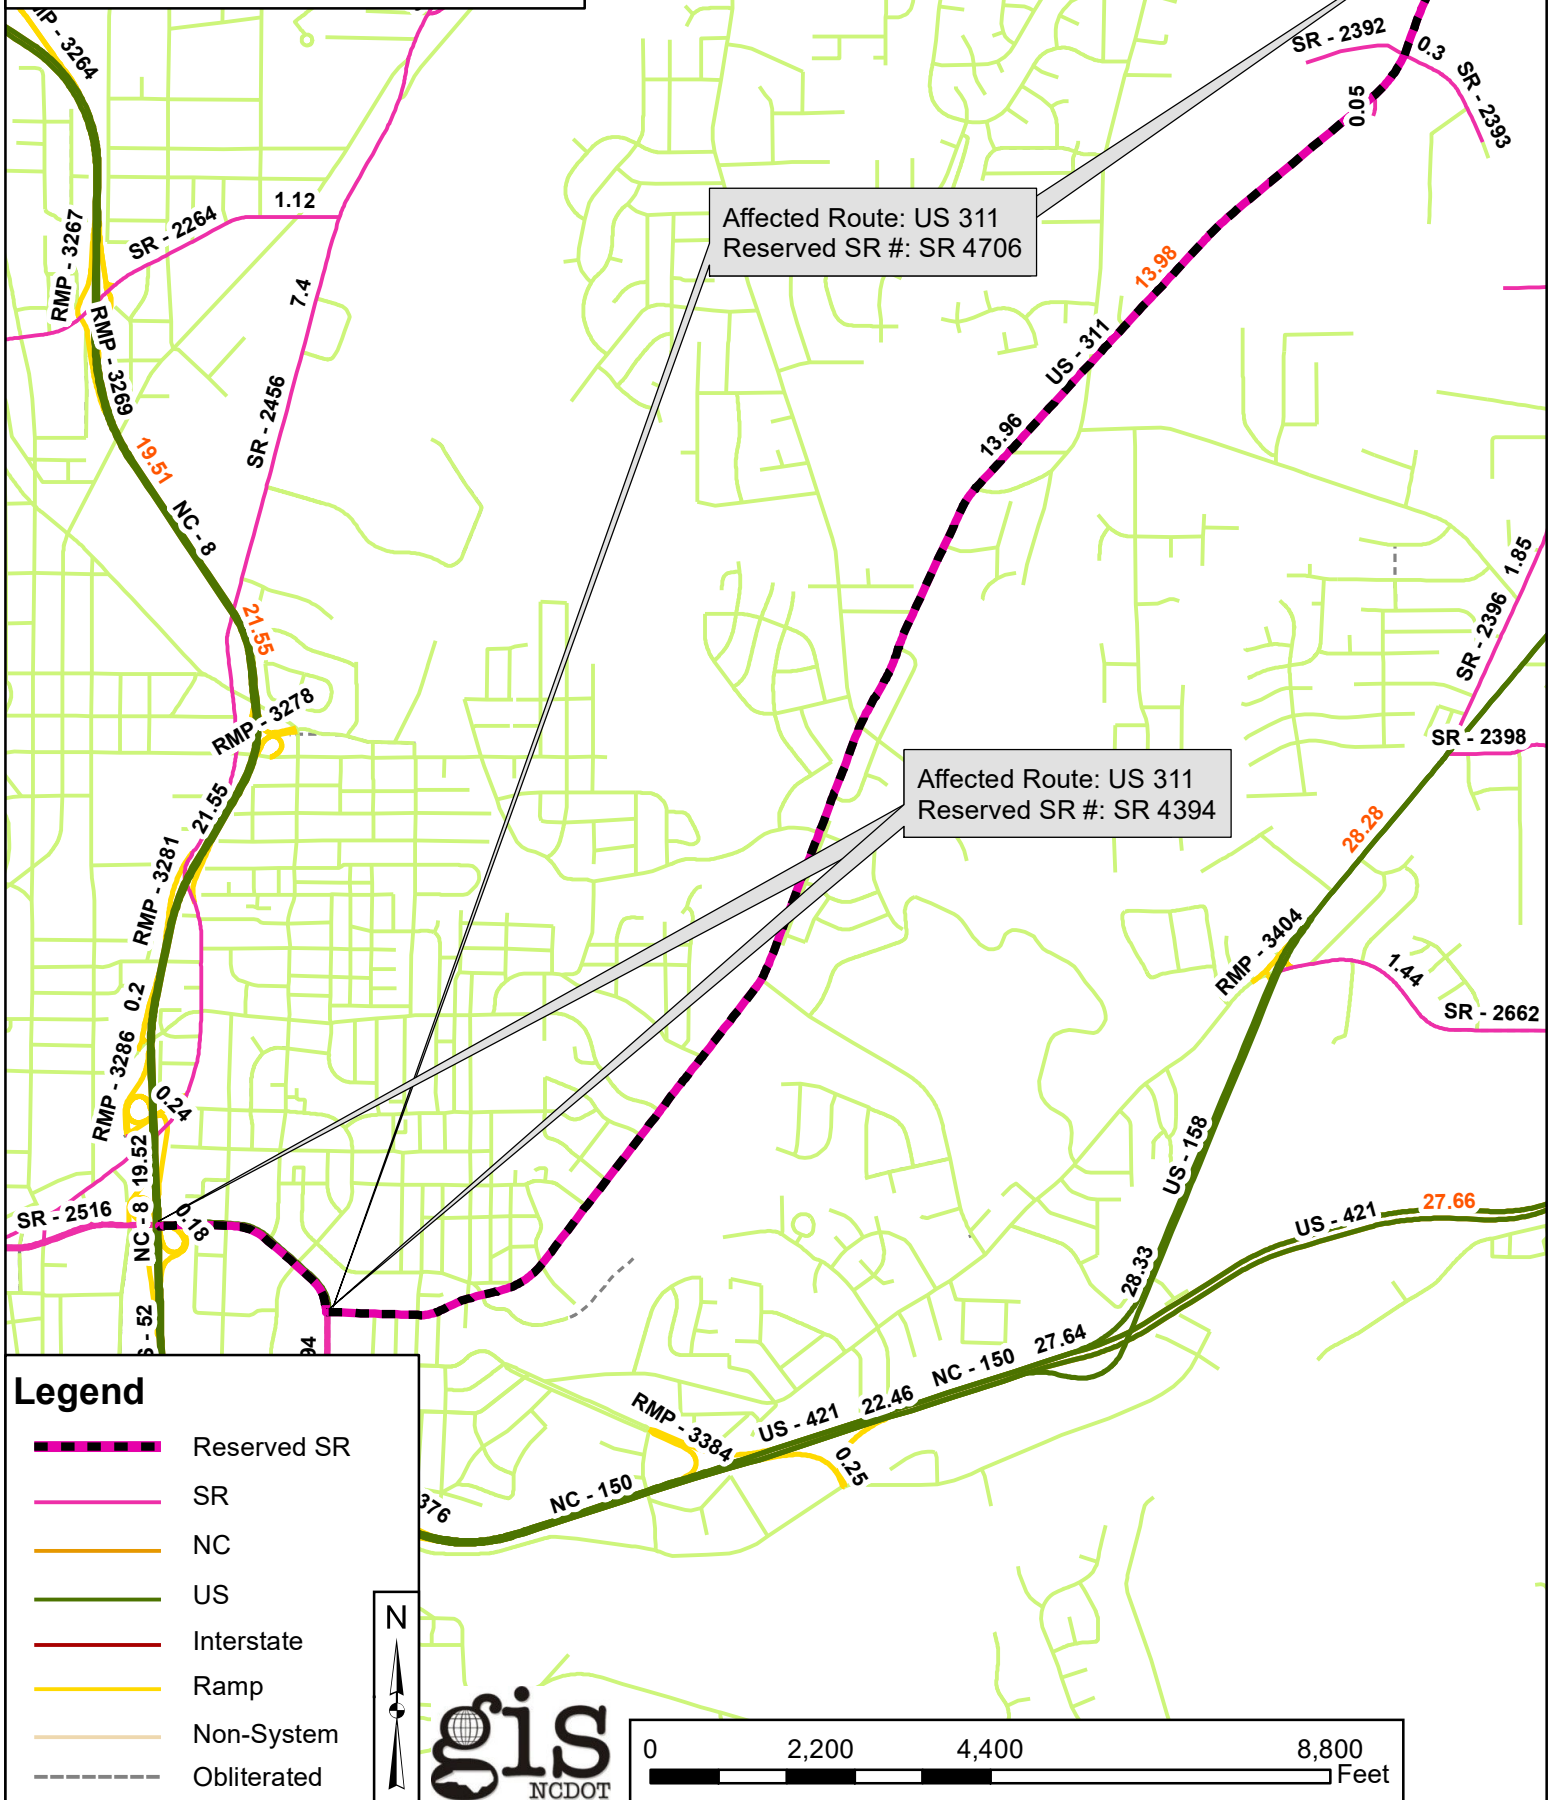 MP - 3264
SR - 2392
0.3
SR - 2393
0.05
1.12
SR - 2264
RMP - 3267
Affected Route: US 311
Reserved SR #: SR 4706
13.98
7.4
RMP - 3269
US - 311
SR - 2456
13.96
19.51
NC - 8
1.85
SR - 2396
21.55
RMP - 3278
SR - 2398
Affected Route: US 311
Reserved SR #: SR 4394
21.55
28.28
RMP - 3281
RMP - 3404
1.44
0.2
SR - 2662
RMP - 3286
0.24
US - 158
19.52
SR - 2516
0.18
NC - 8
27.66
US - 421
28.33
- 52
94
27.64
NC - 150
22.46
US - 421
RMP - 3384
0.25
NC - 150
376
Legend
Reserved SR
SR
NC
US
Interstate
Ramp
Non-System
Obliterated
N
gis
NCDOT
0 2,200 4,400 8,800
Feet